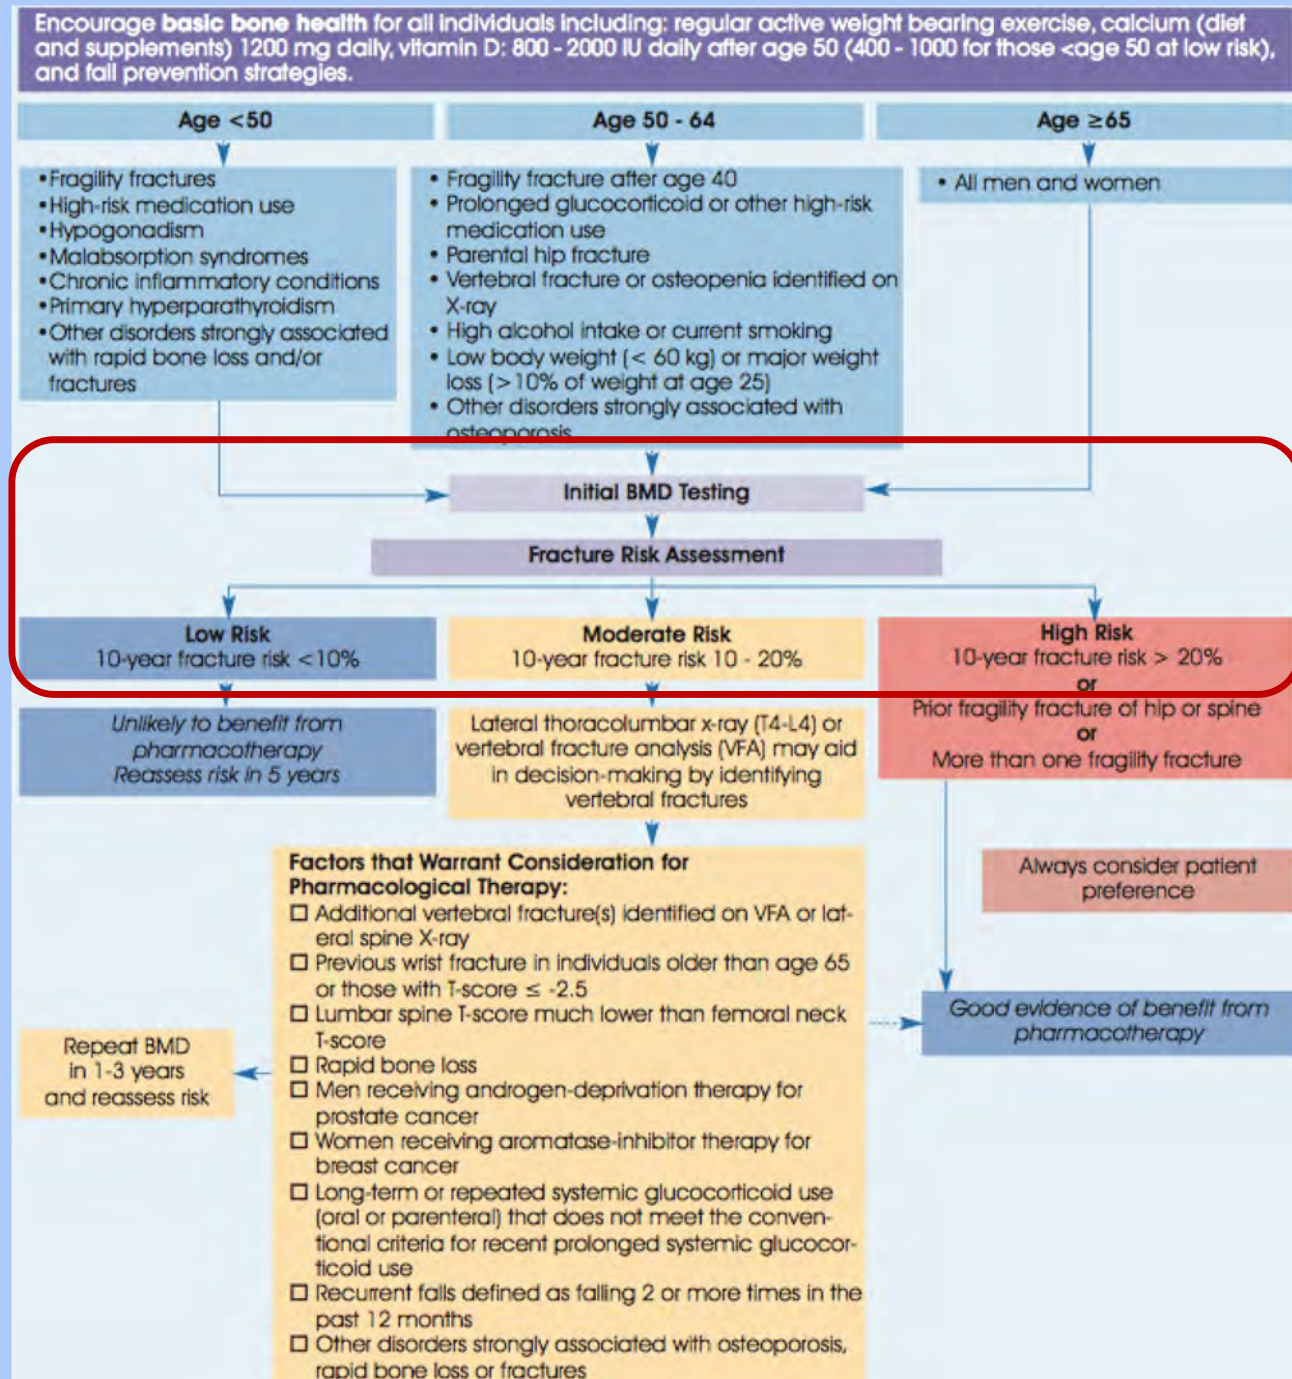 Encourage basic bone health for all individuals including: regular active weight bearing exercise, calcium (diet
and supplements) 1200 mg daily, vitamin D: 800 - 2000 IU daily after age 50 (400 - 1000 for those <age 50 at low risk),
and fall prevention strategies.
Age <50
• Fragility fractures
• High-risk medication use
• Hypogonadism
• Malabsorption syndromes
• Chronic inflammatory conditions
• Primary hyperparathyroidism
• Other disorders strongly associated
with rapid bone loss and/or
fractures
Age 50 - 64
• Fragility fracture after age 40
• Prolonged glucocorticoid or other high-risk
medication use
• Parental hip fracture
• Vertebral fracture or osteopenia identified on
X-ray
• High alcohol intake or current smoking
• Low body weight (< 60 kg) or major weight
loss (>10% of weight at age 25)
• Other disorders strongly associated with
osteoporosis
Age ≥65
• All men and women
Initial BMD Testing
Fracture Risk Assessment
Low Risk
10-year fracture risk <10%
Unlikely to benefit from
pharmacotherapy
Reassess risk in 5 years
Moderate Risk
10-year fracture risk 10 - 20%
Lateral thoracolumbar x-ray (T4-L4) or
vertebral fracture analysis (VFA) may aid
in decision-making by identifying
vertebral fractures
High Risk
10-year fracture risk > 20%
or
Prior fragility fracture of hip or spine
or
More than one fragility fracture
Always consider patient
preference
Good evidence of benefit from
pharmacotherapy
Factors that Warrant Consideration for
Pharmacological Therapy:
☐ Additional vertebral fracture(s) identified on VFA or lat-
eral spine X-ray
☐ Previous wrist fracture in individuals older than age 65
or those with T-score ≤ -2.5
☐ Lumbar spine T-score much lower than femoral neck
T-score
☐ Rapid bone loss
☐ Men receiving androgen-deprivation therapy for
prostate cancer
☐ Women receiving aromatase-inhibitor therapy for
breast cancer
☐ Long-term or repeated systemic glucocorticoid use
(oral or parenteral) that does not meet the conven-
tional criteria for recent prolonged systemic glucocor-
ticoid use
☐ Recurrent falls defined as falling 2 or more times in the
past 12 months
☐ Other disorders strongly associated with osteoporosis,
rapid bone loss or fractures
Repeat BMD
in 1-3 years
and reassess risk